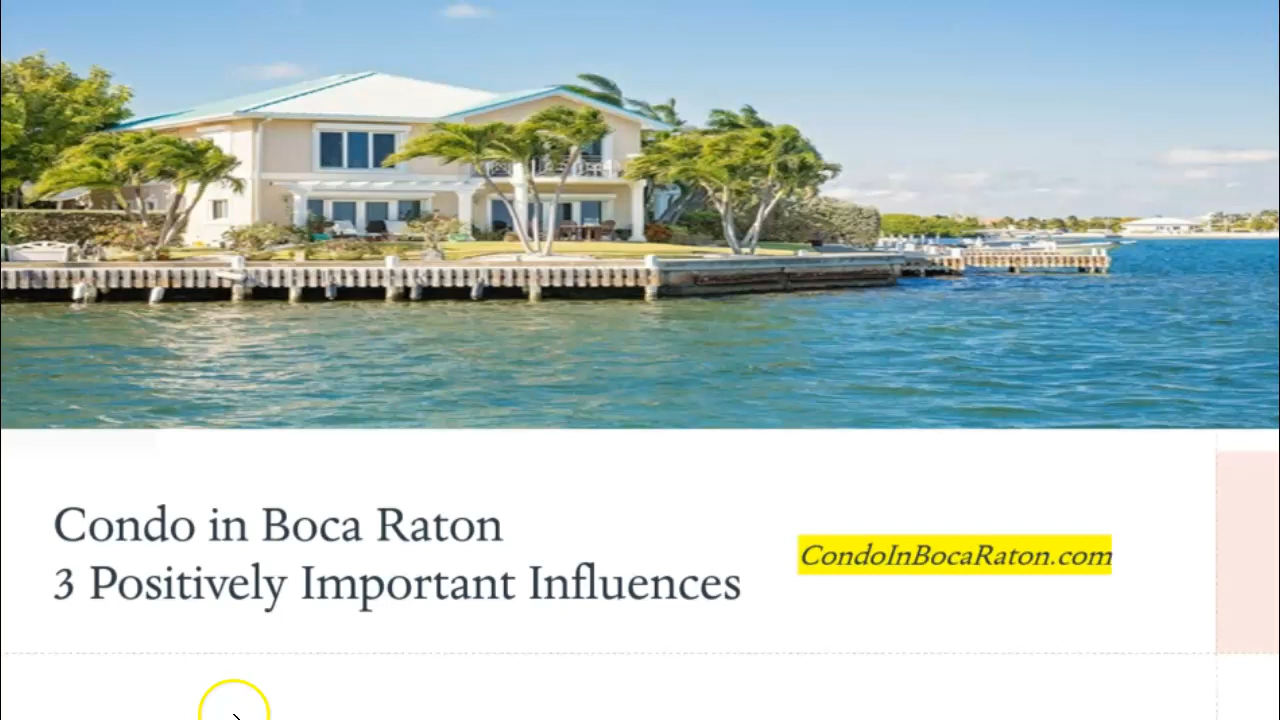 Condo in Boca Raton
3 Positively Important Influences
CondoInBocaRaton.com